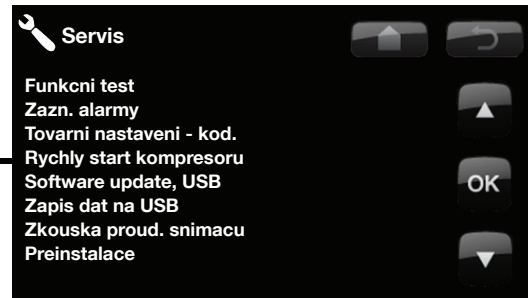 Servis
Funkcni test
Zazn. alarmy
Tovarni nastaveni - kod.
Rychly start kompresoru
Software update, USB
OK
Zapis dat na USB
Zkouska proud. snimacu
Preinstalace